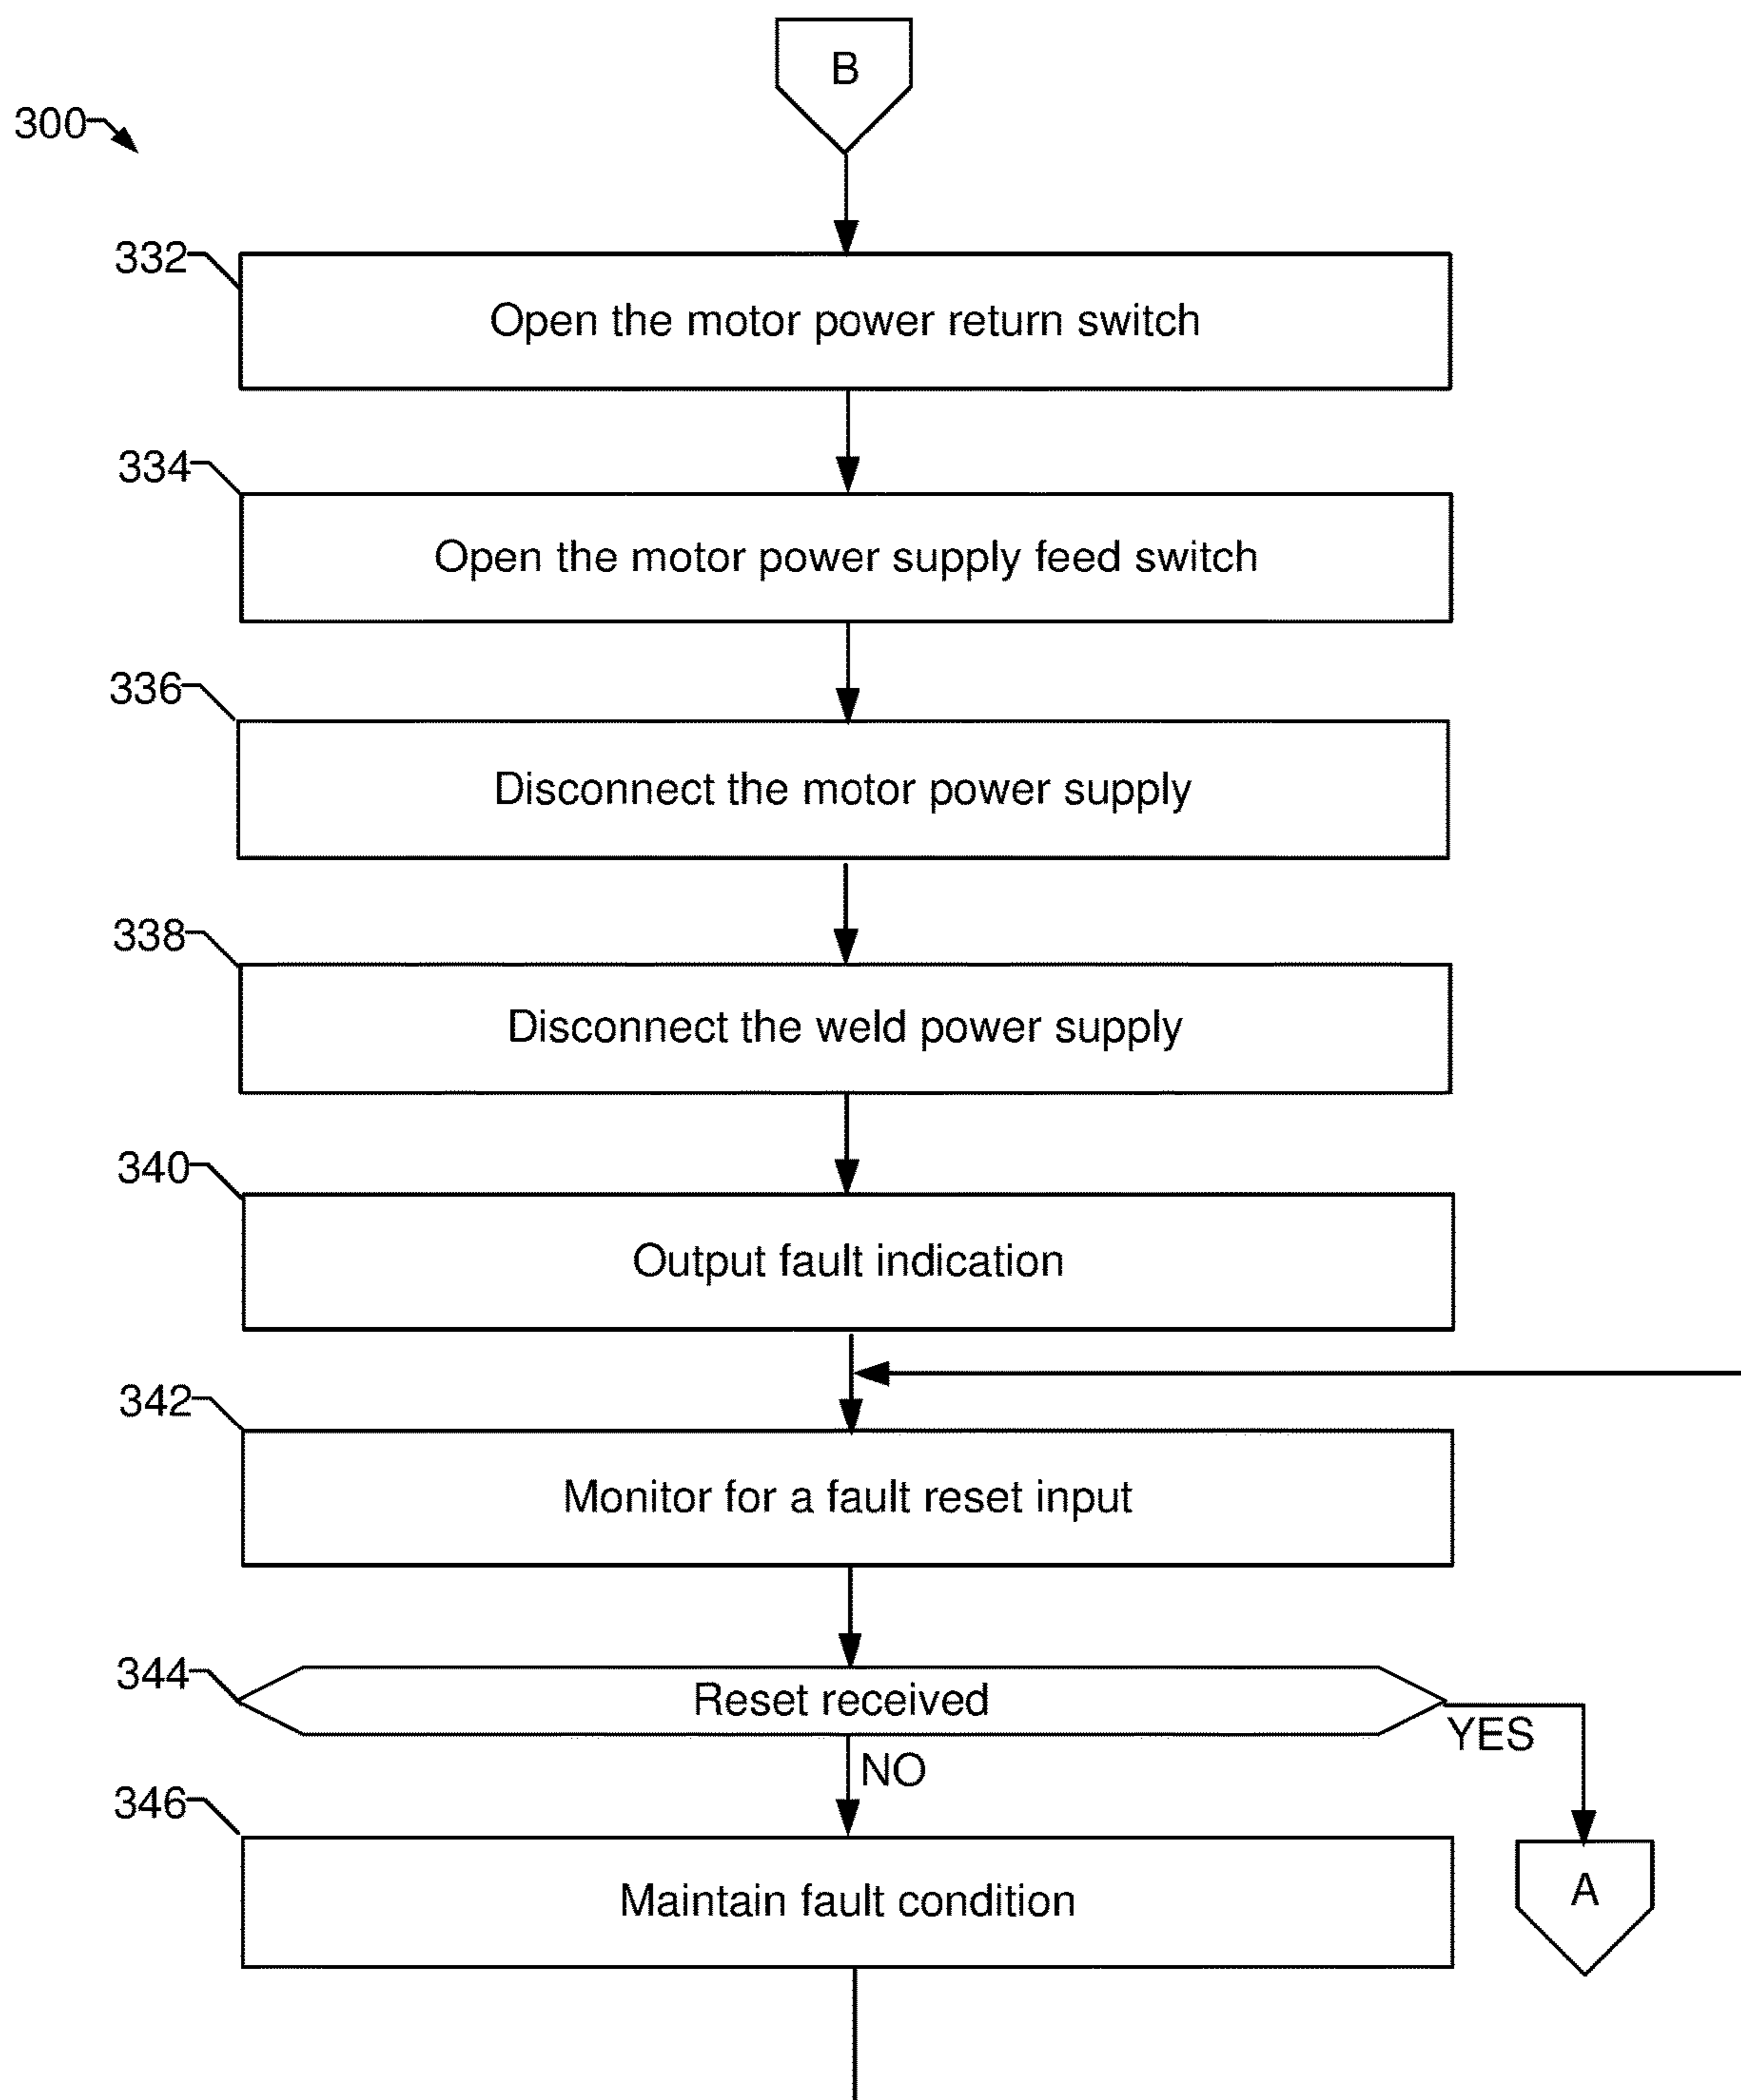 B
300
332
Open the motor power return switch
334
Open the motor power supply feed switch
336
Disconnect the motor power supply
338
Disconnect the weld power supply
340
Output fault indication
342
Monitor for a fault reset input
344
Reset received
YES
NO
346
Maintain fault condition
A